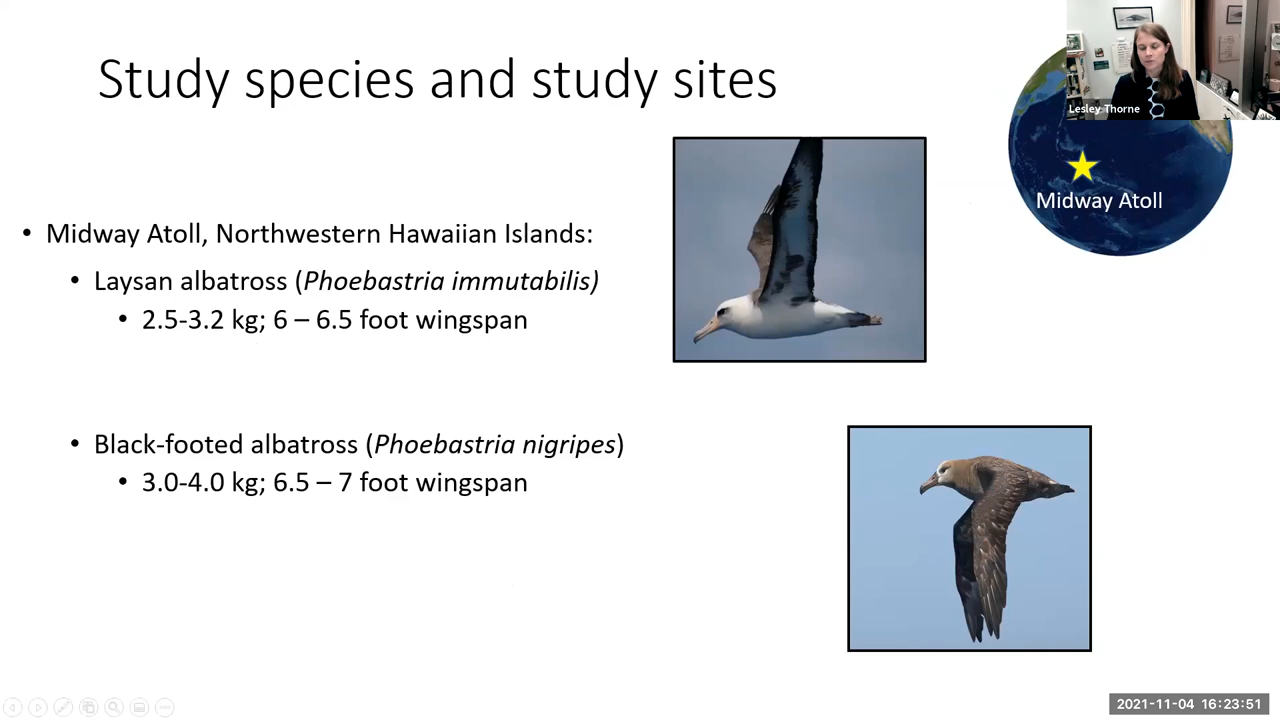 Study species and study sites
Lesley Thorne
Midway Atoll
• Midway Atoll, Northwestern Hawaiian Islands:
• Laysan albatross (Phoebastria immutabilis)
• 2.5-3.2 kg; 6 – 6.5 foot wingspan
• Black-footed albatross (Phoebastria nigripes)
• 3.0-4.0 kg; 6.5 – 7 foot wingspan
2021-11-04 16:23:51